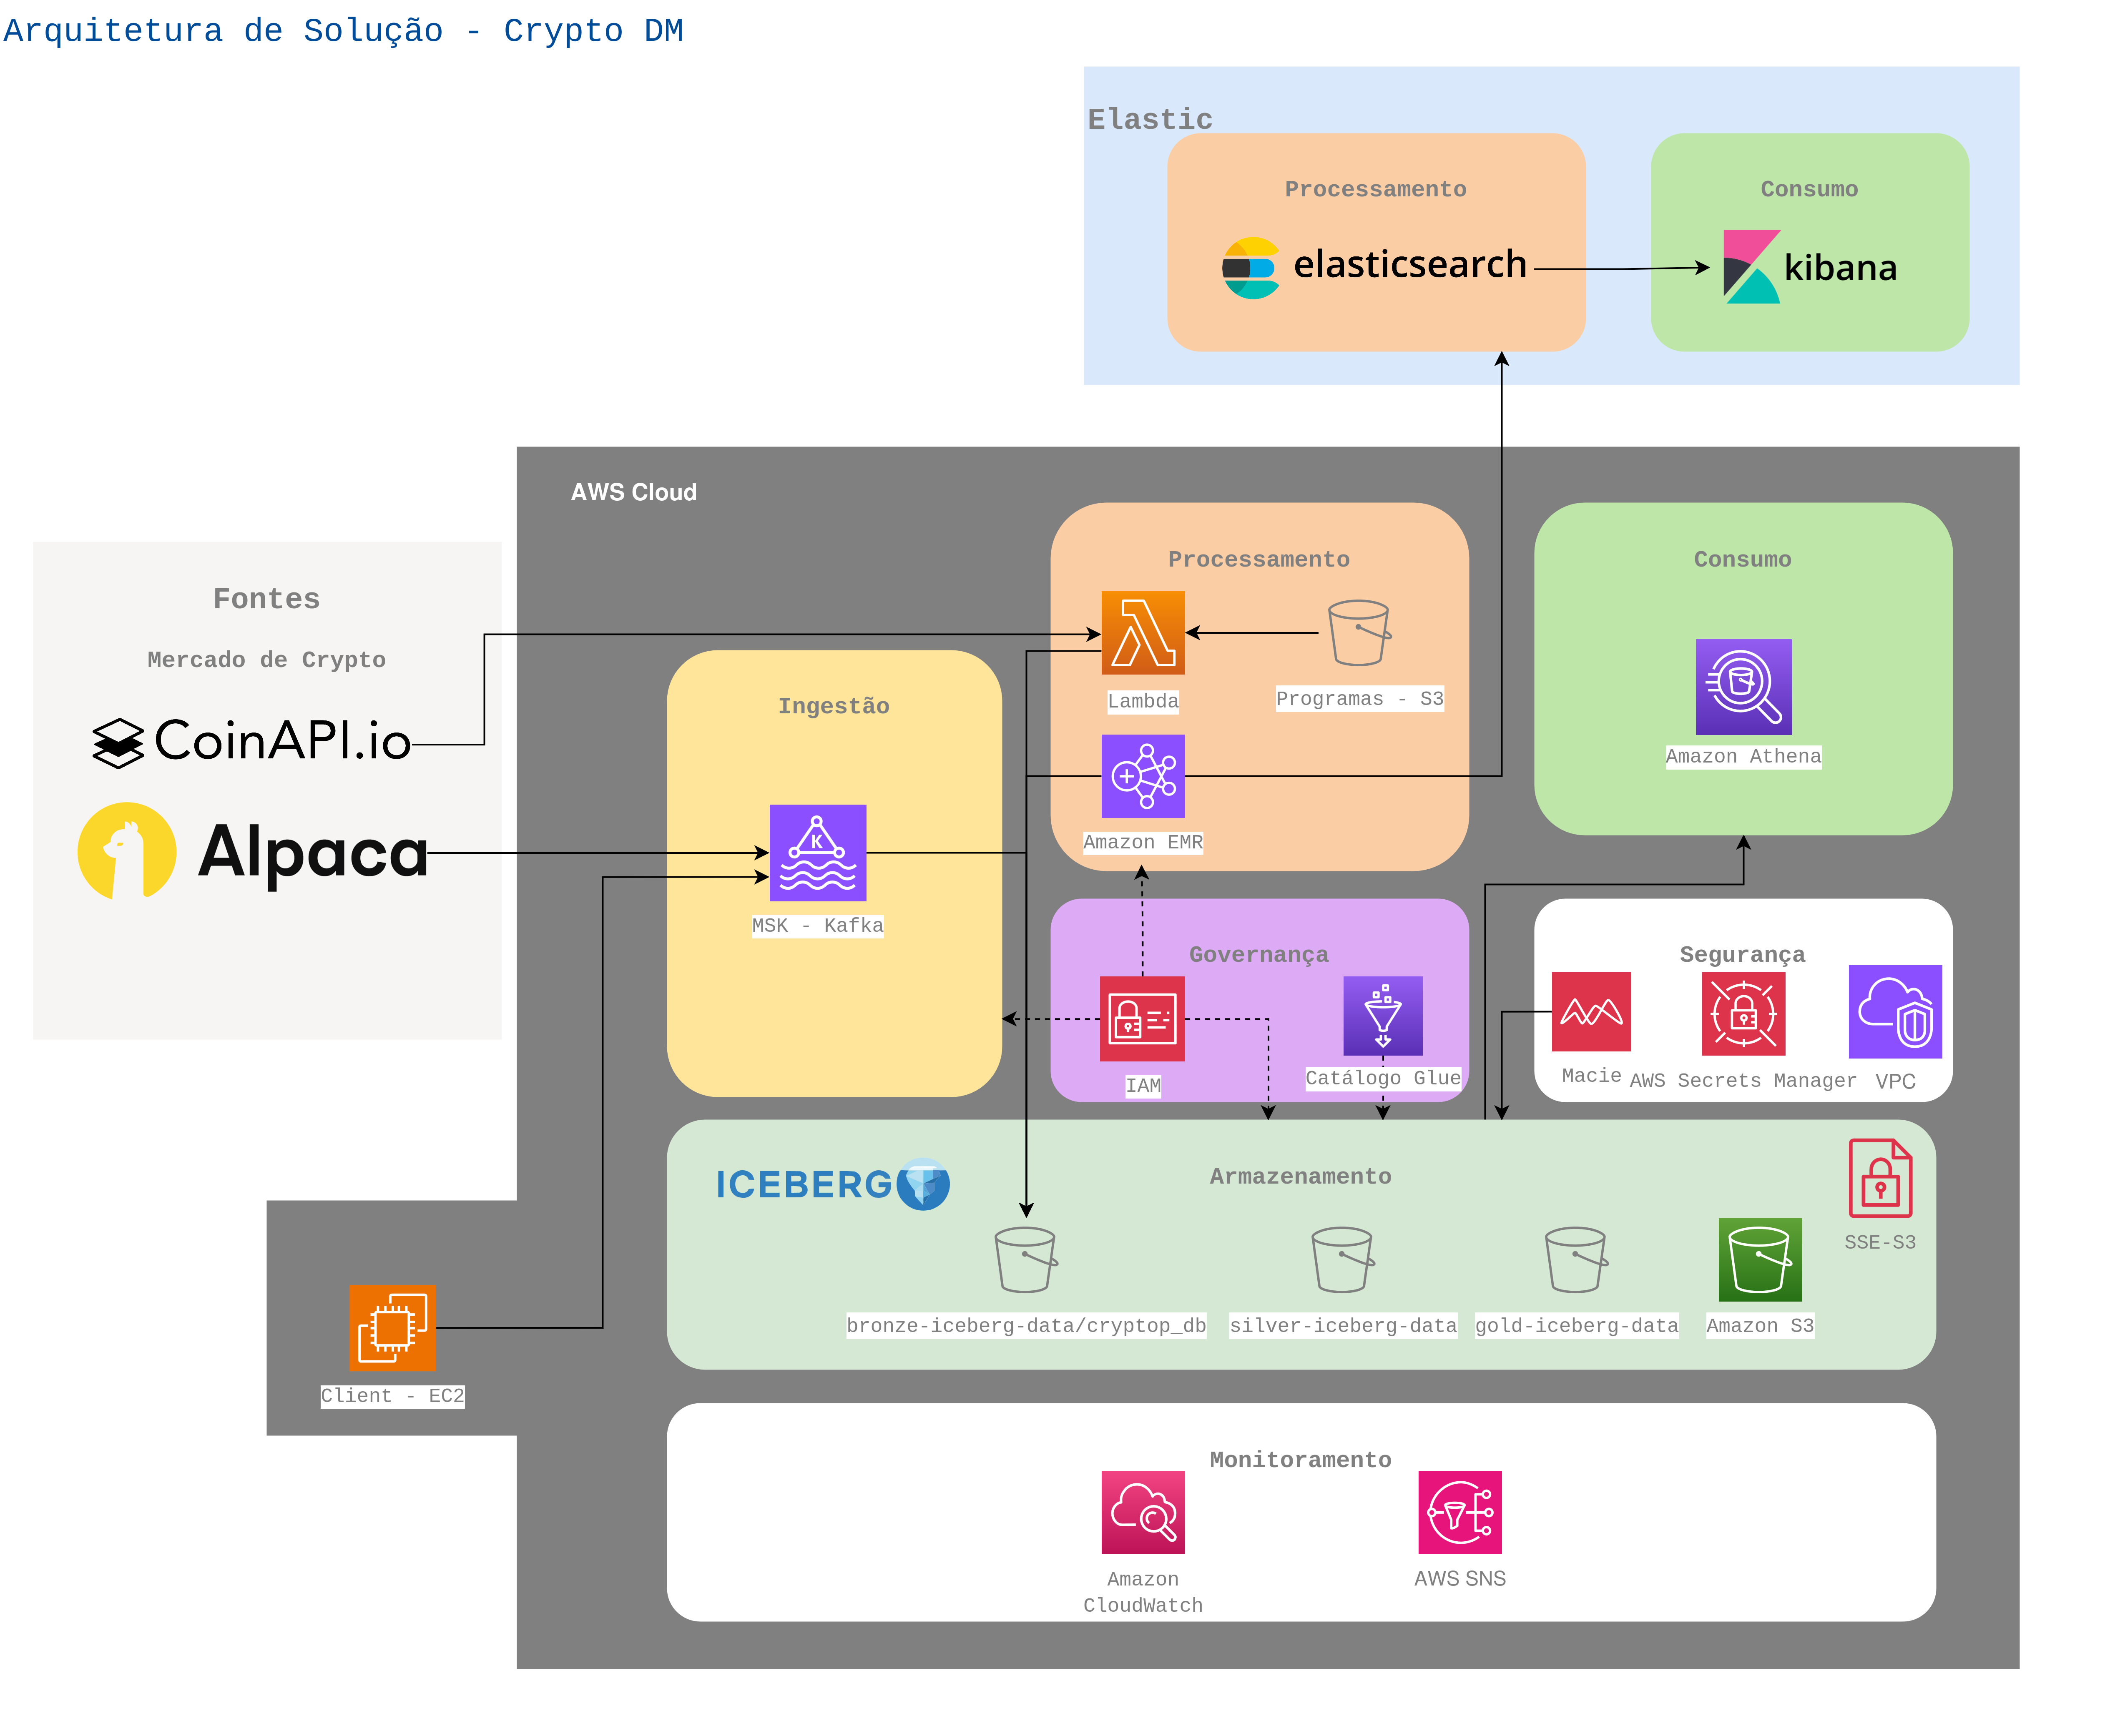 Arquitetura de Solução - Crypto DM
Elastic
Processamento
elasticsearch
Consumo
kibana
AWS Cloud
Fontes
Mercado de Crypto
CoinAPI.io
Alpaca
Ingestão
K
MSK - Kafka
Processamento
Lambda
Programas - S3
Amazon EMR
Consumo
Amazon Athena
Governança
IAM
Catálogo Glue
Segurança
Macie
AWS Secrets Manager
VPC
ICEBERG
Armazenamento
SSE-S3
bronze-iceberg-data/cryptop_db
silver-iceberg-data
gold-iceberg-data
Amazon S3
Client - EC2
Monitoramento
Amazon
CloudWatch
AWS SNS